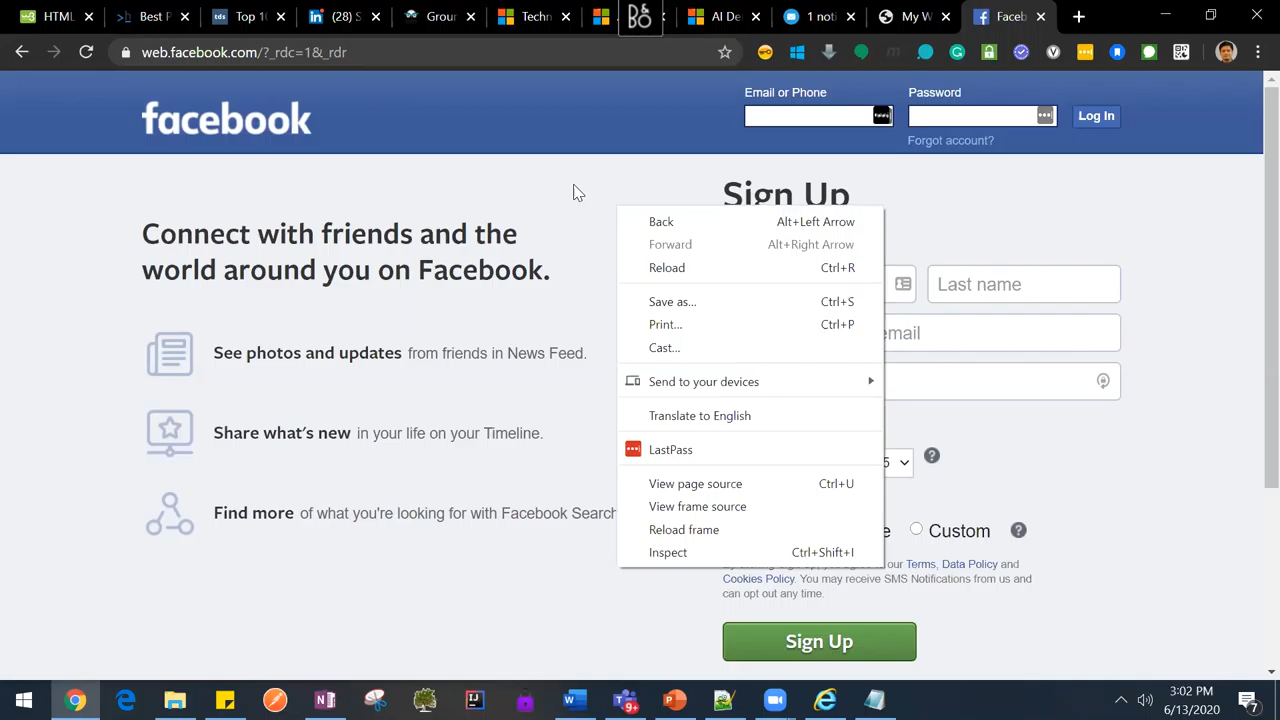 HTML
Best P
Top 10
(28) S
Grour
Techn
AI De
1 noti
My W
Faceb
B&O
web.facebook.com/?_rdc=1&_rdr
facebook
Email or Phone
Password
Log In
Forgot account?
Connect with friends and the
world around you on Facebook.
See photos and updates from friends in News Feed.
Share what's new in your life on your Timeline.
Find more of what you're looking for with Facebook Search
Sign Up
Last name
email
5
Custom
our Terms, Data Policy and
Cookies Policy. You may receive SMS Notifications from us and
can opt out any time.
Sign Up
Back Alt+Left Arrow
Forward Alt+Right Arrow
Reload Ctrl+R
Save as... Ctrl+S
Print... Ctrl+P
Cast...
Send to your devices
Translate to English
LastPass
View page source Ctrl+U
View frame source
Reload frame
Inspect Ctrl+Shift+I
3:02 PM
6/13/2020
9+
7